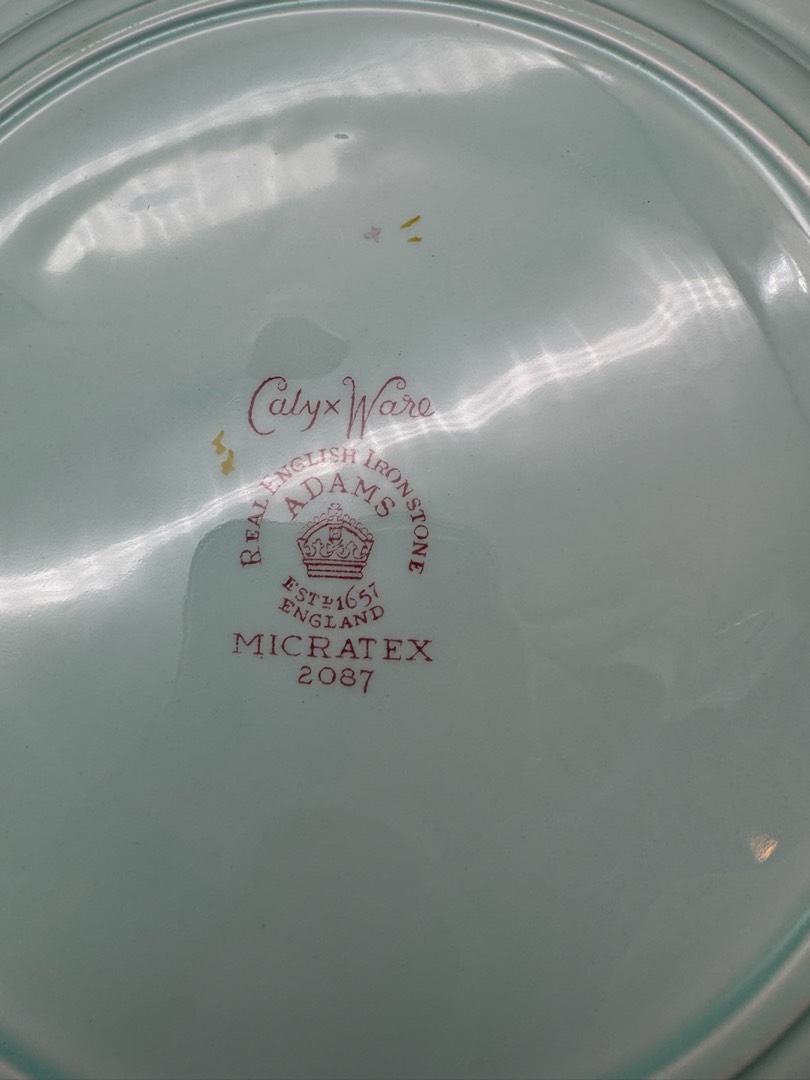 Calyx Ware
REAL ENGLISH IRONSTONE
ADAMS
ESTD 1657
ENGLAND
MICRATEX
2087